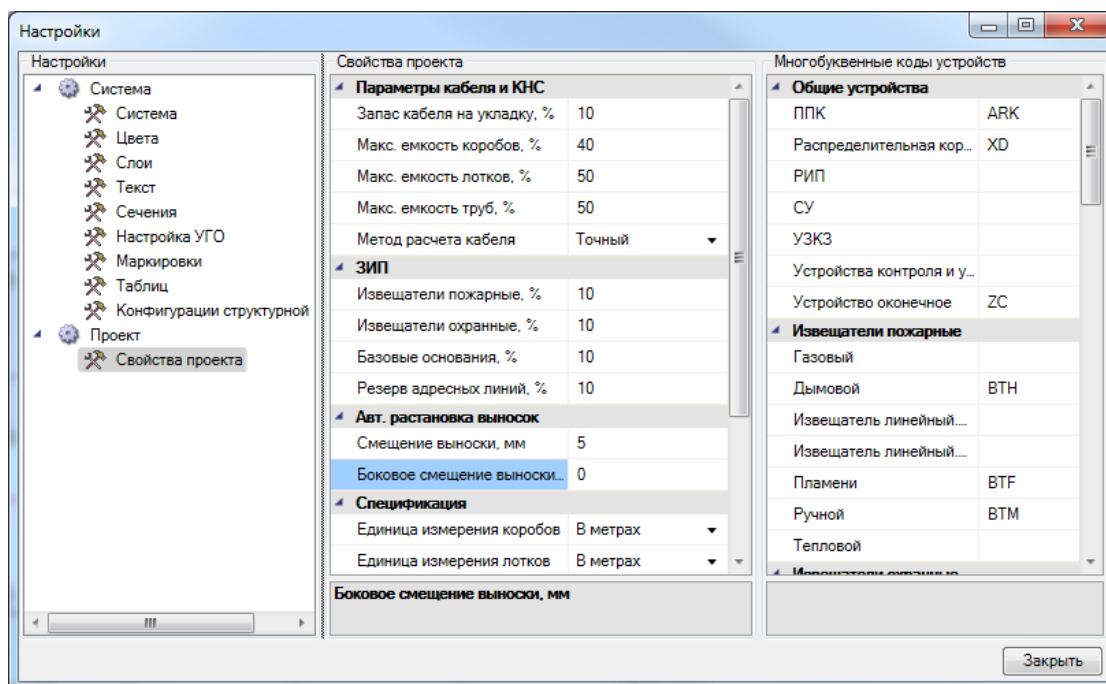 Настройки
Настройки
Система
Система
Цвета
Слои
Текст
Сечения
Настройка УГО
Маркировки
Таблиц
Конфигурации структурной
Проект
Свойства проекта
Свойства проекта
Параметры кабеля и КНС
Запас кабеля на укладку, % 10
Макс. емкость коробов, % 40
Макс. емкость лотков, % 50
Макс. емкость труб, % 50
Метод расчета кабеля Точный
ЗИП
Извещатели пожарные, % 10
Извещатели охранные, % 10
Базовые основания, % 10
Резерв адресных линий, % 10
Авт. растановка выносок
Смещение выноски, мм 5
Боковое смещение выноски... 0
Спецификация
Единица измерения коробов В метрах
Единица измерения лотков В метрах
Боковое смещение выноски, мм
Многобуквенные коды устройств
Общие устройства
ППК ARK
Распределительная кор... XD
РИП
СУ
УЗКЗ
Устройства контроля и у...
Устройство оконечное ZC
Извещатели пожарные
Газовый
Дымовой BTH
Извещатель линейный....
Извещатель линейный....
Пламени BTF
Ручной BTM
Тепловой
Извещатели охранные
Закрыть